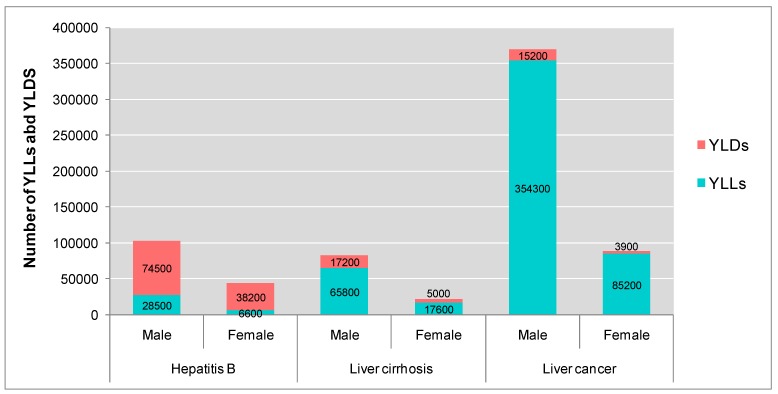 Number of YLLs abd YLDS
400000
350000
300000
250000
200000
150000
100000
50000
0
74500
28500
38200
6600
17200
65800
5000
17600
15200
354300
3900
85200
Male
Female
Male
Female
Male
Female
Hepatitis B
Liver cirrhosis
Liver cancer
YLDs
YLLs